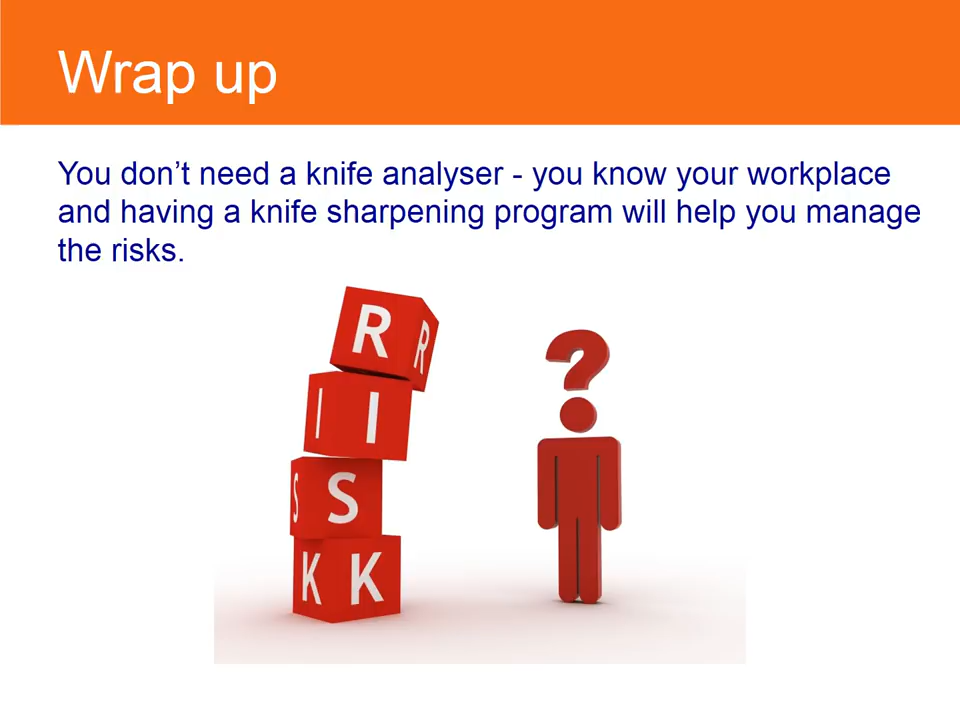 Wrap up
You don’t need a knife analyser - you know your workplace
and having a knife sharpening program will help you manage
the risks.
R R
I I
S S
K K
?